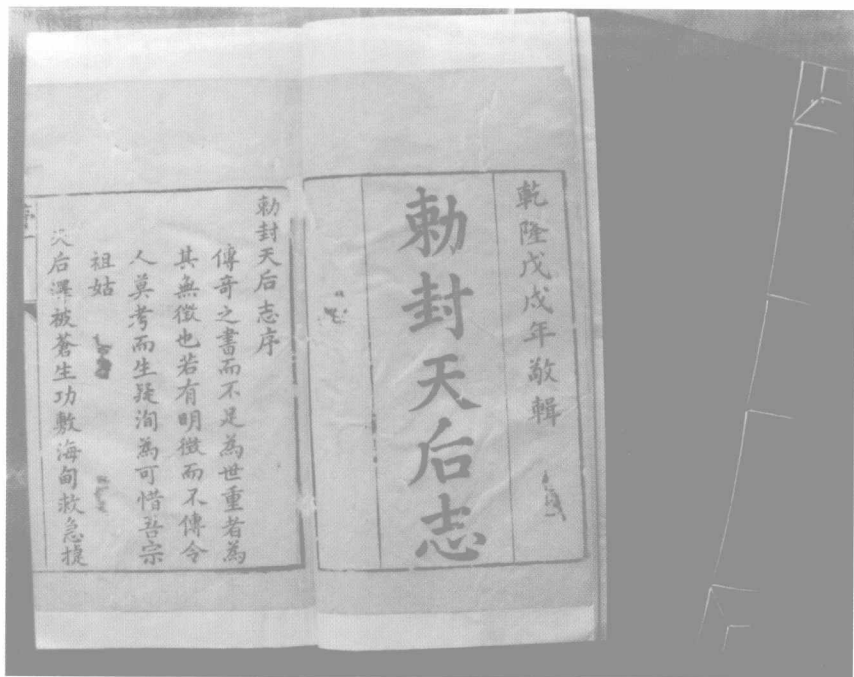 乾隆戊戌年敬輯
勅封天后志
勅封天后志序
傳奇之書而不足為世重者為
其無徵也若有明徵而不傳令
人莫考而生疑洵為可惜吾宗
祖姑
天后澤被蒼生功敷海甸救急捷
序